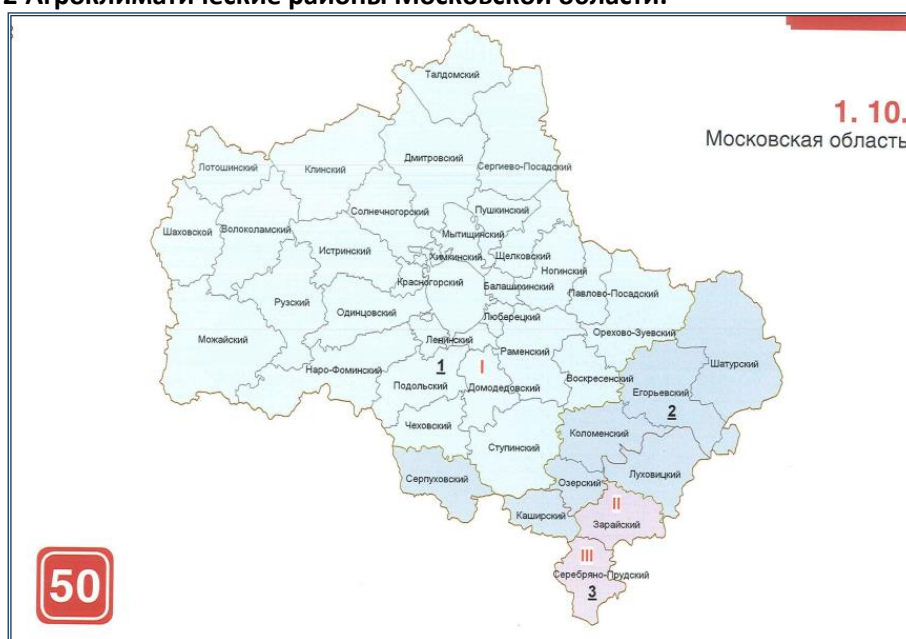 2 Агроклиматические районы Московской области.
1. 10.
Московская область
Талдомский
Дмитровский
Сергиево-Посадский
Лотошинский
Клинский
Солнечногорский
Пушкинский
Шаховской
Волоколамский
Мытищинский
Истринский
Химкинский
Щелковский
Ногинский
Красногорский
Балашихинский
Павлово-Посадский
Рузский
Одинцовский
Люберецкий
Можайский
Ленинский
Раменский
Орехово-Зуевский
Наро-Фоминский
1
I
Воскресенский
Шатурский
Подольский
Домодедовский
Егорьевский
2
Чеховский
Коломенский
Ступинский
Серпуховский
Озерский
Луховицкий
Каширский
II
Зарайский
III
Серебряно-Прудский
3
50